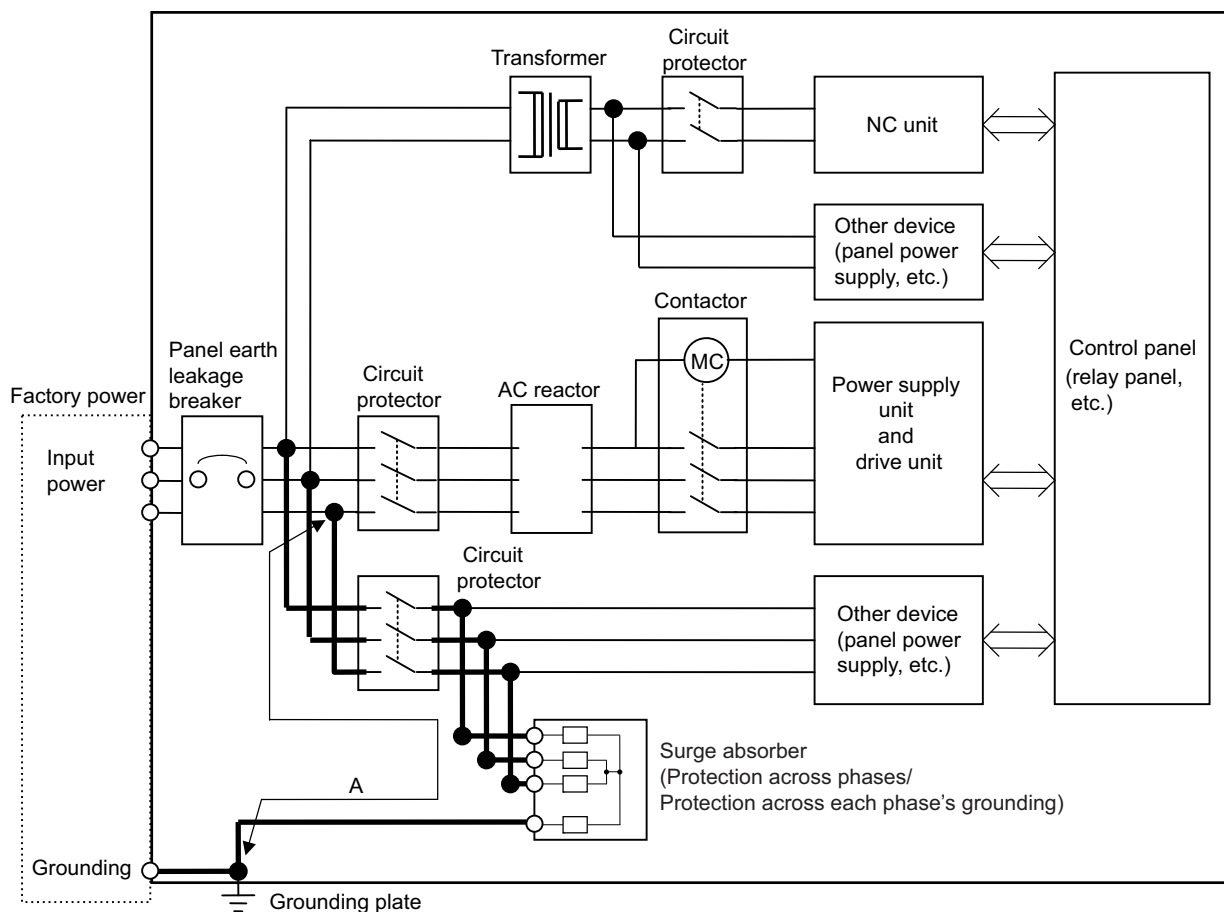 Transformer
Circuit
protector
NC unit
Other device
(panel power
supply, etc.)
Contactor
MC
Power supply
unit
and
drive unit
Control panel
(relay panel,
etc.)
Panel earth
leakage
breaker
Circuit
protector
AC reactor
Factory power
Input
power
Circuit
protector
Other device
(panel power
supply, etc.)
Surge absorber
(Protection across phases/
Protection across each phase's grounding)
A
Grounding
Grounding plate